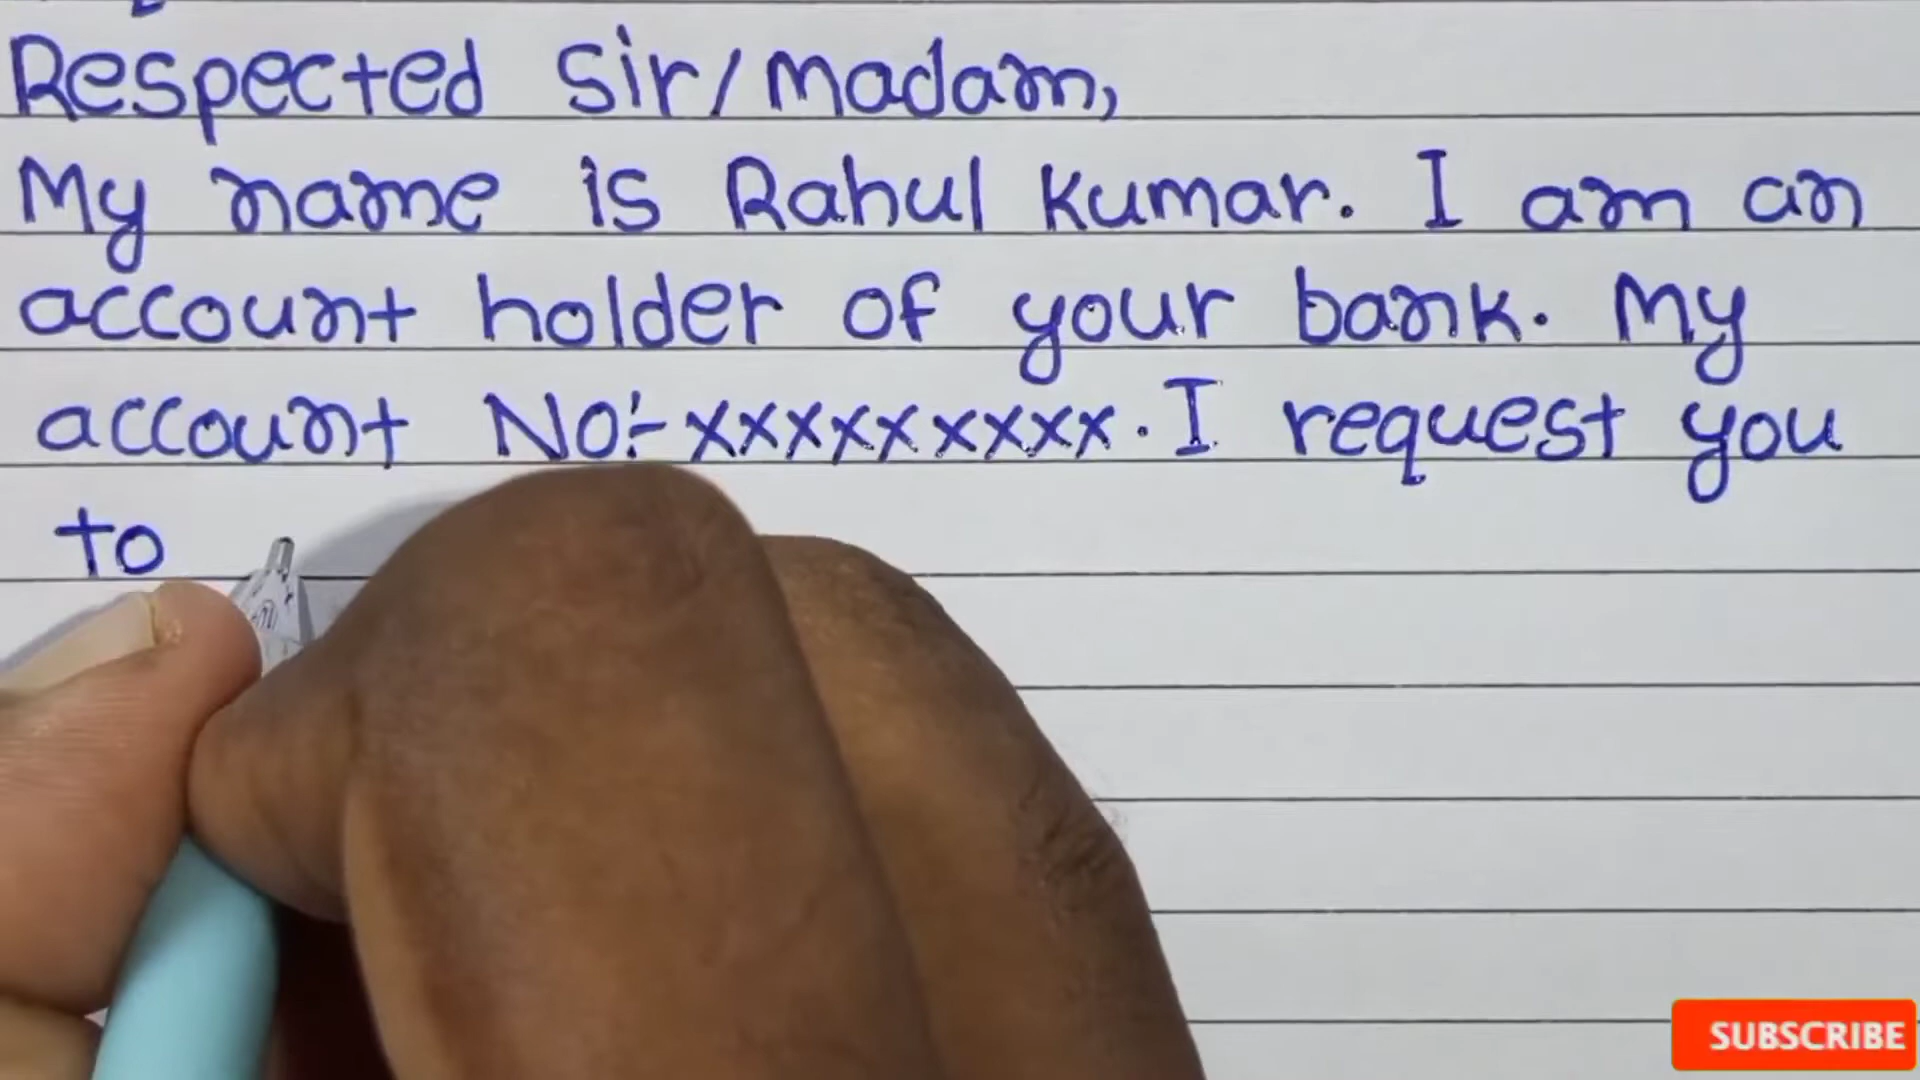 Respected Sir/Madam,
My name is Rahul Kumar. I am an
account holder of your bank. My
account No:- xxxxxxxxx. I request you
to
SUBSCRIBE